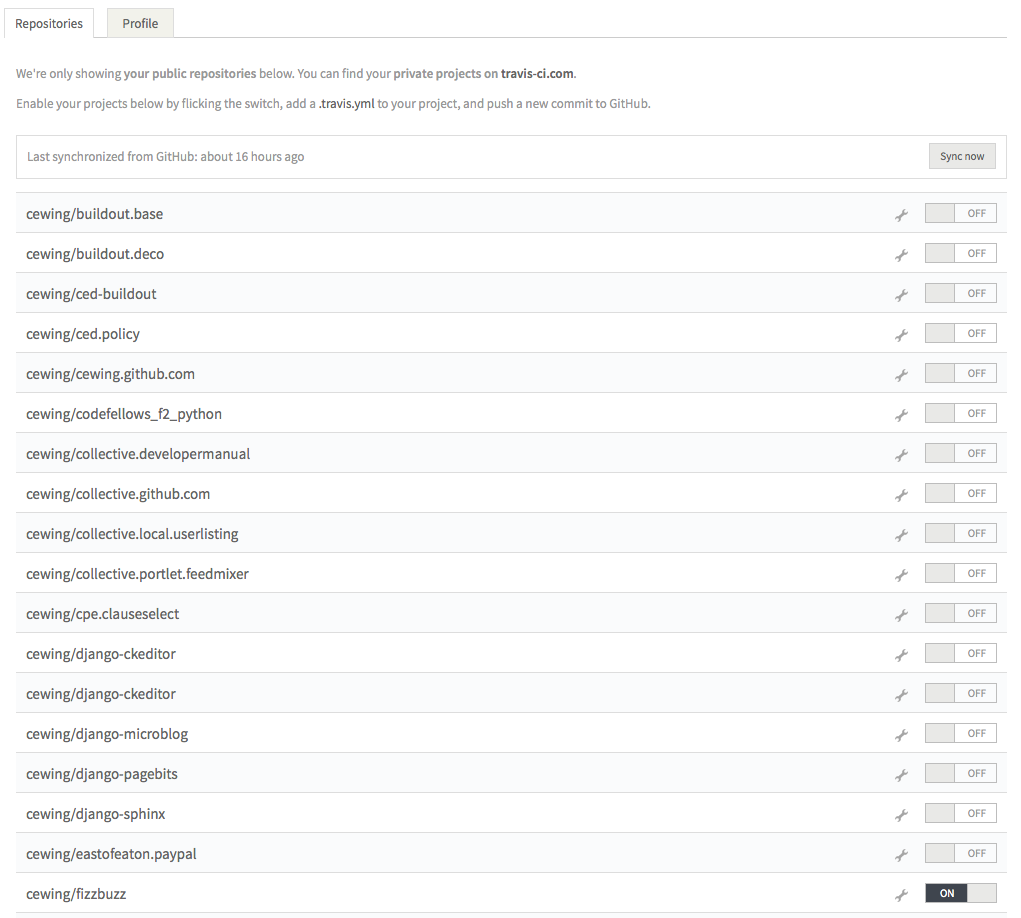 Repositories
Profile
We're only showing your public repositories below. You can find your private projects on travis-ci.com.
Enable your projects below by flicking the switch, add a .travis.yml to your project, and push a new commit to GitHub.
Last synchronized from GitHub: about 16 hours ago Sync now
cewing/buildout.base OFF
cewing/buildout.deco OFF
cewing/ced-buildout OFF
cewing/ced.policy OFF
cewing/cewing.github.com OFF
cewing/codefellows_f2_python OFF
cewing/collective.developermanual OFF
cewing/collective.github.com OFF
cewing/collective.local.userlisting OFF
cewing/collective.portlet.feedmixer OFF
cewing/cpe.clauseselect OFF
cewing/django-ckeditor OFF
cewing/django-ckeditor OFF
cewing/django-microblog OFF
cewing/django-pagebits OFF
cewing/django-sphinx OFF
cewing/eastofeaton.paypal OFF
cewing/fizzbuzz ON